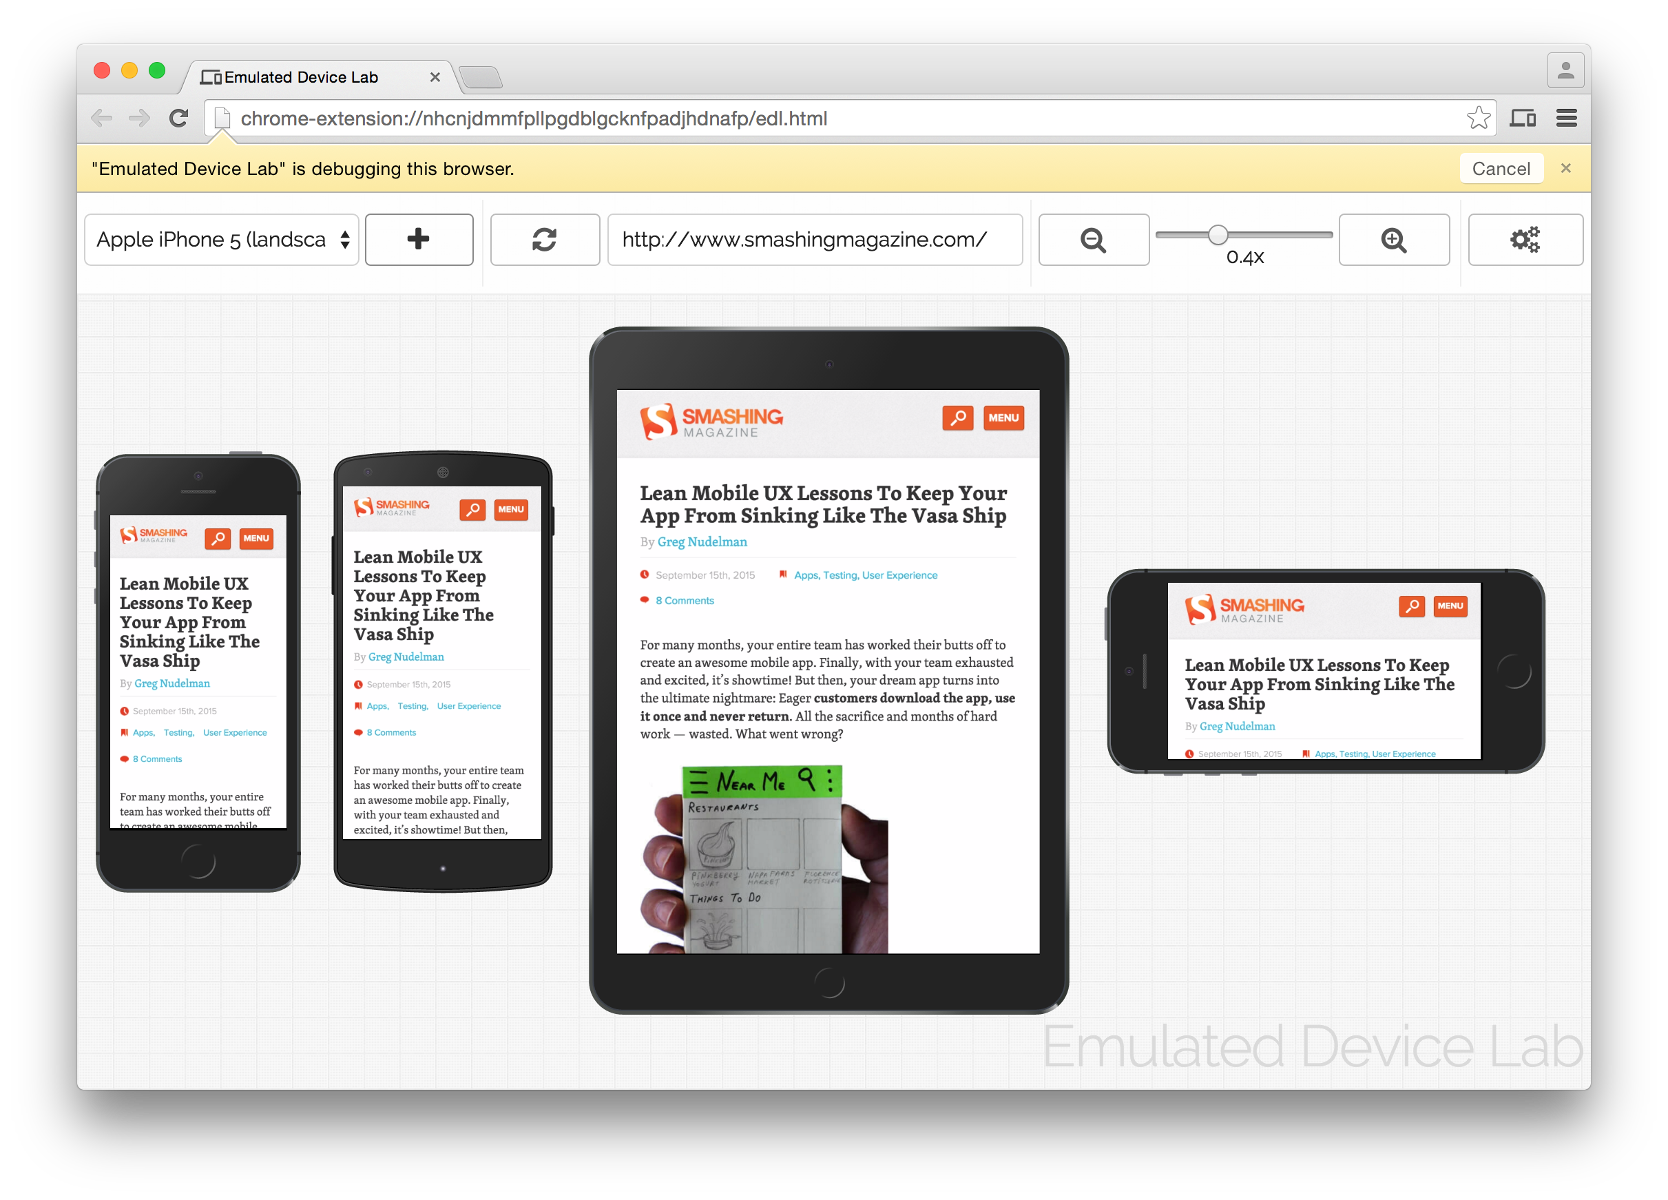 Emulated Device Lab
chrome-extension://nhcnjdmmfpllpgdblgcknfpadjhdnafp/edl.html
"Emulated Device Lab" is debugging this browser.
Cancel
Apple iPhone 5 (landsca
http://www.smashingmagazine.com/
0.4x
SMASHING
MAGAZINE
MENU
Lean Mobile UX
Lessons To Keep
Your App From
Sinking Like The
Vasa Ship
By Greg Nudelman
September 15th, 2015
Apps, Testing, User Experience
8 Comments
For many months, your entire
team has worked their butts off
to create an awesome mobile
SMASHING
MAGAZINE
MENU
Lean Mobile UX
Lessons To Keep
Your App From
Sinking Like The
Vasa Ship
By Greg Nudelman
September 15th, 2015
Apps, Testing, User Experience
8 Comments
For many months, your entire team
has worked their butts off to create
an awesome mobile app. Finally,
with your team exhausted and
excited, it's showtime! But then,
SMASHING
MAGAZINE
MENU
Lean Mobile UX Lessons To Keep Your
App From Sinking Like The Vasa Ship
By Greg Nudelman
September 15th, 2015 Apps, Testing, User Experience
8 Comments
For many months, your entire team has worked their butts off to
create an awesome mobile app. Finally, with your team exhausted
and excited, it's showtime! But then, your dream app turns into
the ultimate nightmare: Eager customers download the app, use
it once and never return. All the sacrifice and months of hard
work — wasted. What went wrong?
NEAR ME
RESTAURANTS
PINKBERRY
YOGURT
NAPA FARMS
MARKET
THINGS TO DO
SMASHING
MAGAZINE
MENU
Lean Mobile UX Lessons To Keep
Your App From Sinking Like The
Vasa Ship
By Greg Nudelman
September 15th, 2015 Apps, Testing, User Experience
Emulated Device Lab